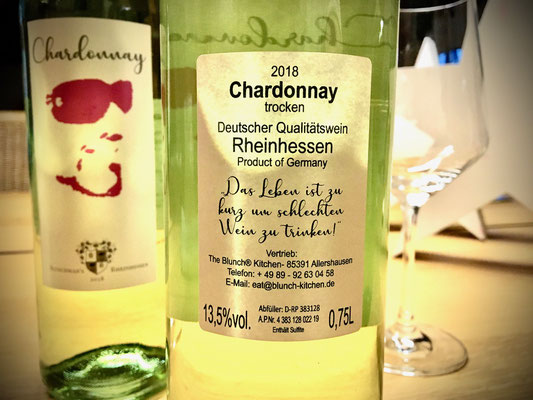 Chardonnay
RHEINHESSEN
2018
2018
Chardonnay
trocken
Deutscher Qualitätswein
Rheinhessen
Product of Germany
„Das Leben ist zu
kurz um schlechten
Wein zu trinken!"
Vertrieb:
The Blunch® Kitchen- 85391 Allershausen
Telefon: + 49 89 - 92 63 04 58
E-Mail: eat@blunch-kitchen.de
13,5%vol.
Abfüller: D-RP 383128
A.P.Nr. 4 383 128 022 19
Enthält Sulfite
0,75L